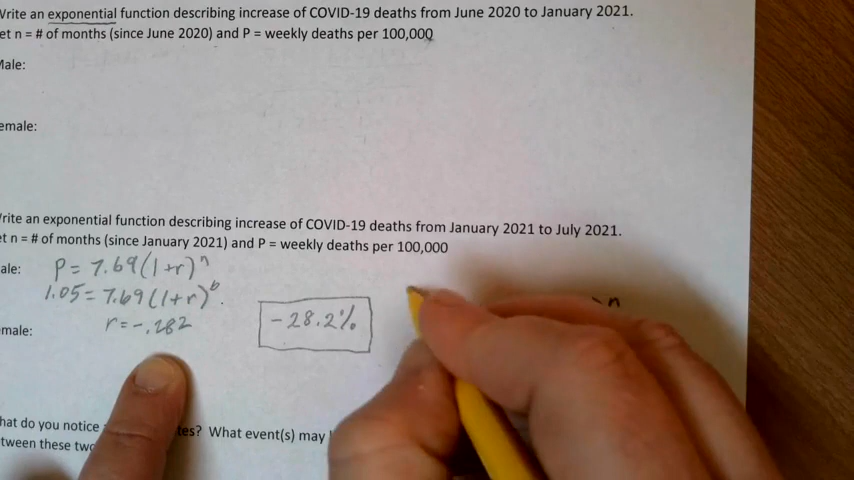 Write an exponential function describing increase of COVID-19 deaths from June 2020 to January 2021.
et n = # of months (since June 2020) and P = weekly deaths per 100,000
Male:
emale:
rite an exponential function describing increase of COVID-19 deaths from January 2021 to July 2021.
et n = # of months (since January 2021) and P = weekly deaths per 100,000
ale: P = 7.69(1+r)^n
1.05 = 7.69(1+r)^6.
r = -.282
-28.2%
n
male:
hat do you notice tes? What event(s) may
tween these two